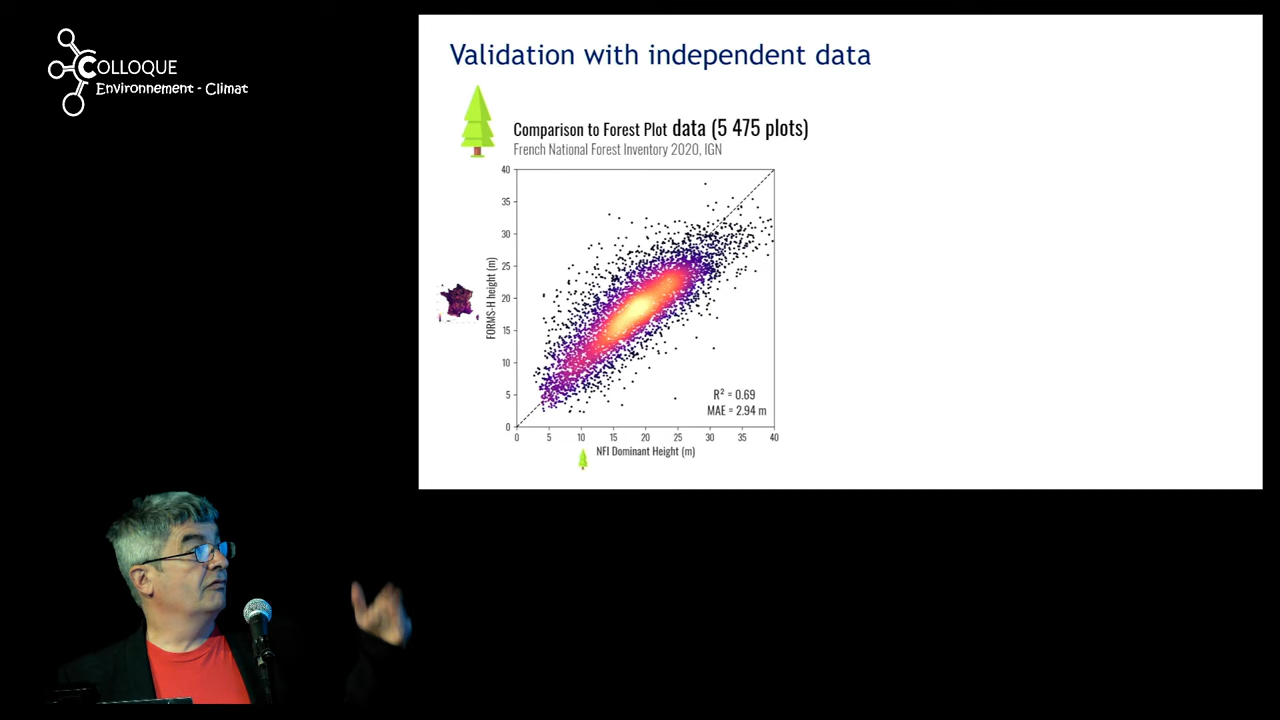 COLLOQUE
Environnement - Climat
Validation with independent data
Comparison to Forest Plot data (5 475 plots)
French National Forest Inventory 2020, IGN
40
35
30
25
20
15
10
5
0
FORMS-H height (m)
R² = 0.69
MAE = 2.94 m
0 5 10 15 20 25 30 35 40
NFI Dominant Height (m)